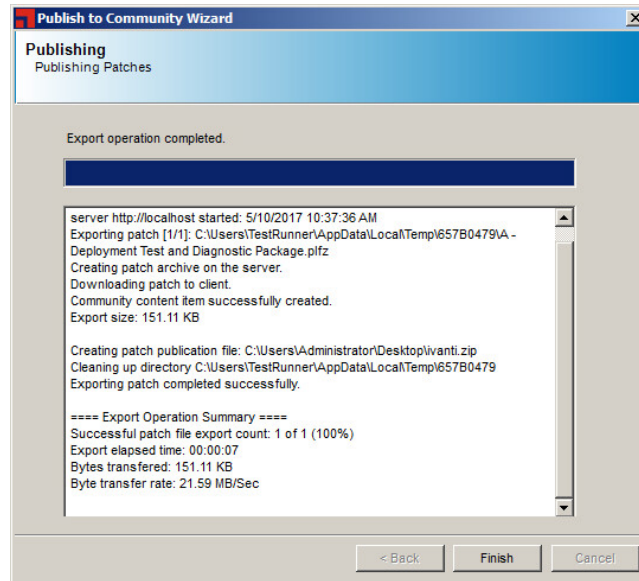 Publish to Community Wizard
Publishing
Publishing Patches
Export operation completed.
server http://localhost started: 5/10/2017 10:37:36 AM
Exporting patch [1/1]: C:\Users\TestRunner\AppData\Local\Temp\657B0479\A -
Deployment Test and Diagnostic Package.plfz
Creating patch archive on the server.
Downloading patch to client.
Community content item successfully created.
Export size: 151.11 KB
Creating patch publication file: C:\Users\Administrator\Desktop\ivanti.zip
Cleaning up directory C:\Users\TestRunner\AppData\Local\Temp\657B0479
Exporting patch completed successfully.
==== Export Operation Summary ====
Successful patch file export count: 1 of 1 (100%)
Export elapsed time: 00:00:07
Bytes transfered: 151.11 KB
Byte transfer rate: 21.59 MB/Sec
< Back Finish Cancel